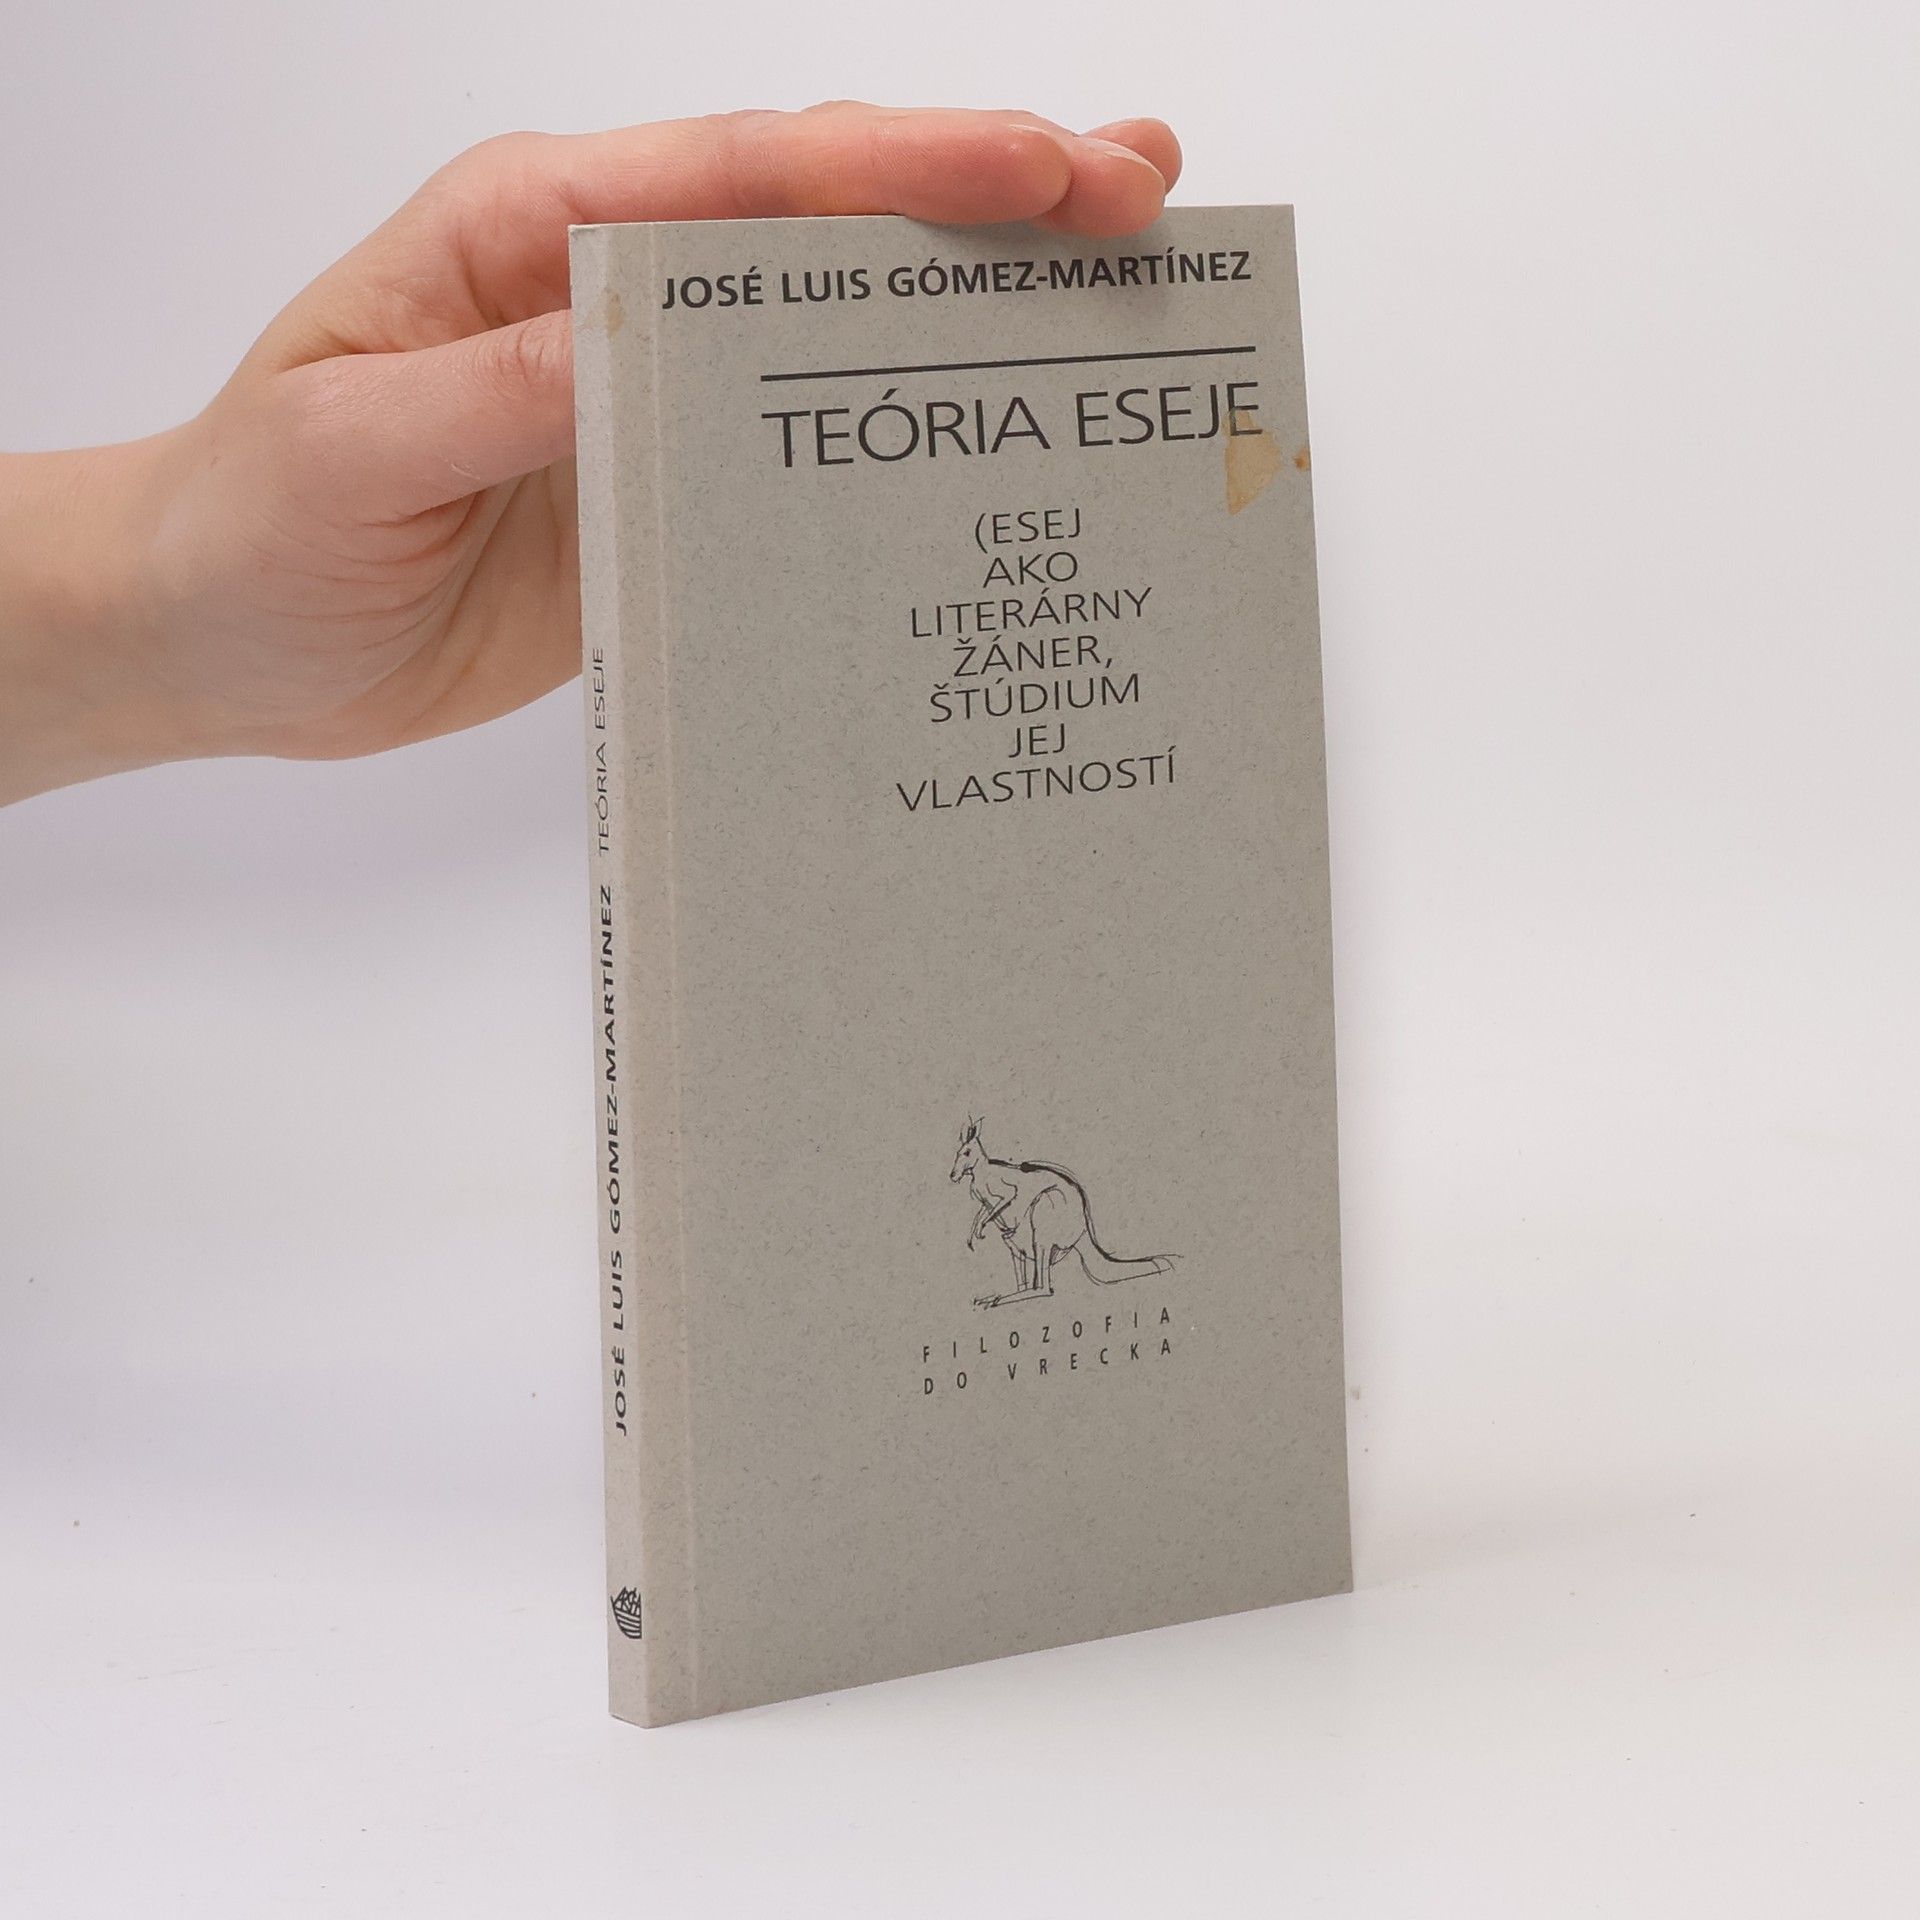 JOSÉ LUIS GÓMEZ-MARTÍNEZ
TEÓRIA ESEJE
(ESEJ
AKO
LITERÁRNY
ŽÁNER,
ŠTÚDIUM
JEJ
VLASTNOSTÍ
FILOZOFIA
DO VRECKA
JOSÉ LUIS GÓMEZ-MARTÍNEZ TEÓRIA ESEJE